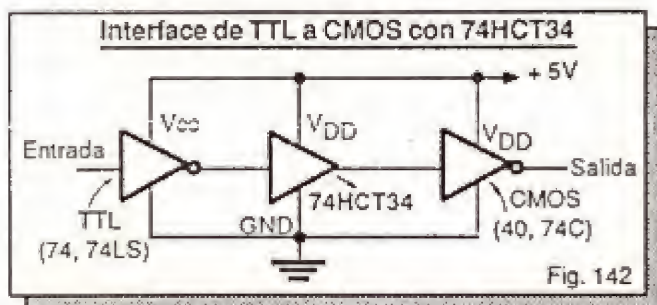 Interface de TTL a CMOS con 74HCT34
+ 5V
Vcc
VDD
VDD
Entrada
Salida
74HCT34
TTL
(74, 74LS)
GND
CMOS
(40, 74C)
Fig. 142